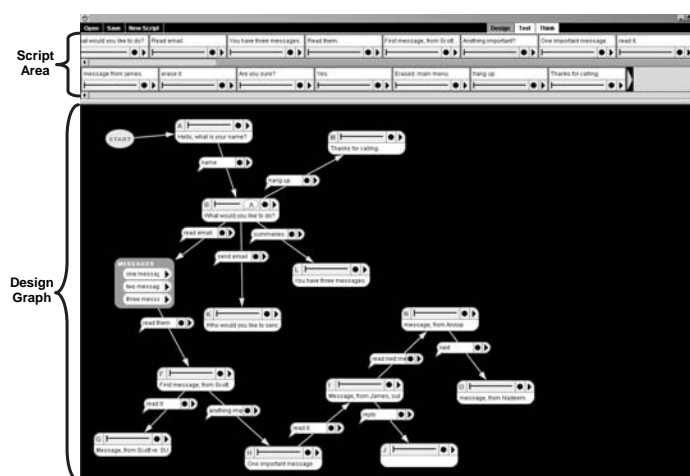 Open Save New Script Design Test Think
at would you like to do? Read email. You have three messages. Read them. First message, from Scott. Anything important? One important message. read it.
Script
Area
message from james. erase it Are you sure? Yes. Erased. main menu. hang up Thanks for calling
START
A
Hello, what is your name?
Thanks for calling.
name
hang up
B A
What would you like to do?
read email
summaries
send email
L
You have three messages.
MESSAGES
one messag
two messag
three messa
Design
Graph
K
Who would you like to send
read them.
message, from Anoop
next
read next me
F
First message, from Scott
I
Message, from James, sub
message, from Nadeem.
read it
anything imp
reply
read it.
G
Message, from Scott re: SU
H
One important message.
J